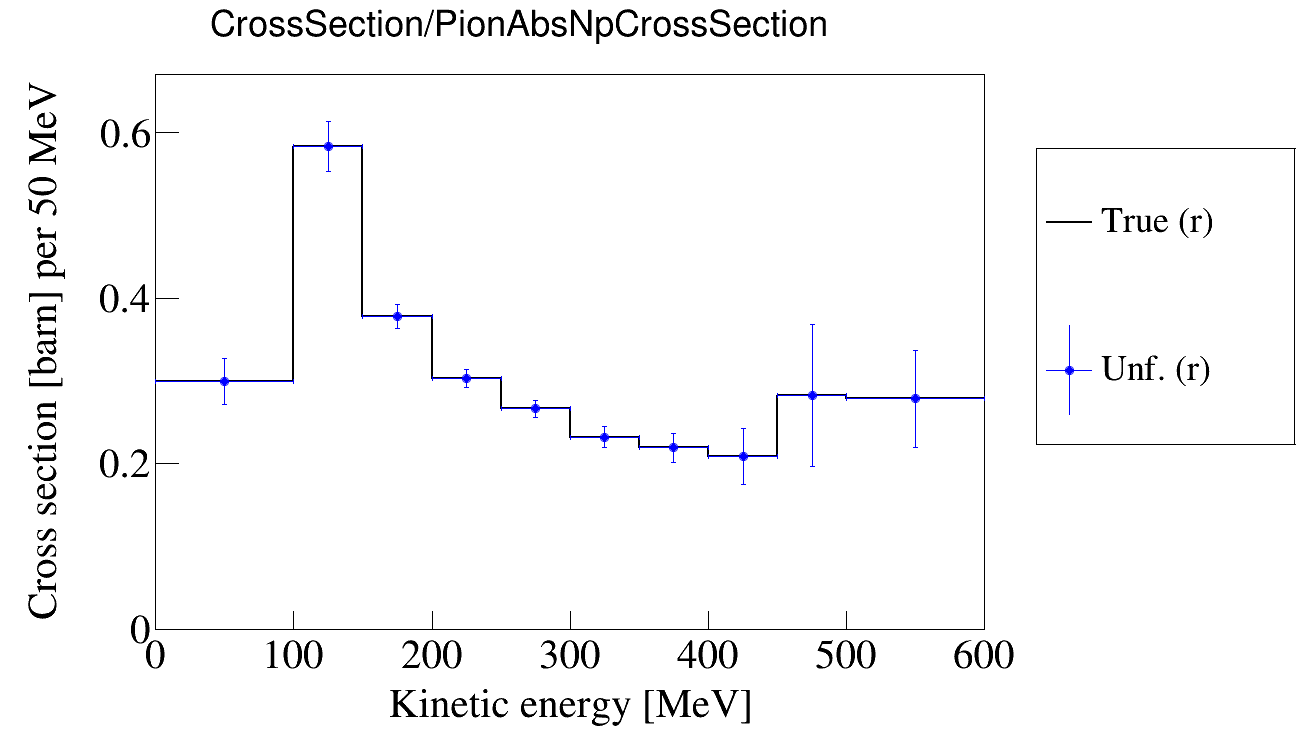 CrossSection/PionAbsNpCrossSection
Cross section [barn] per 50 MeV
0.6
0.4
0.2
0
0 100 200 300 400 500 600
Kinetic energy [MeV]
True (r)
Unf. (r)